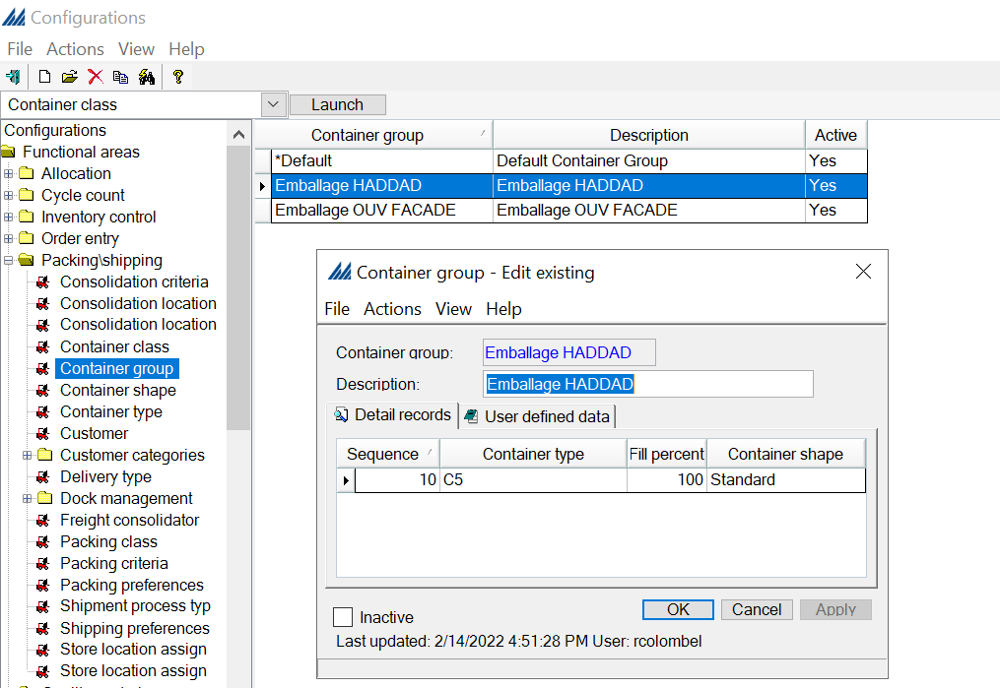 Configurations
File Actions View Help
Container class Launch
Configurations
Functional areas
Allocation
Cycle count
Inventory control
Order entry
Packing\shipping
Consolidation criteria
Consolidation location
Consolidation location
Container class
Container group
Container shape
Container type
Customer
Customer categories
Delivery type
Dock management
Freight consolidator
Packing class
Packing criteria
Packing preferences
Shipment process typ
Shipping preferences
Store location assign
Store location assign
Container group Description Active
*Default Default Container Group Yes
Emballage HADDAD Emballage HADDAD Yes
Emballage OUV FACADE Emballage OUV FACADE Yes
Container group - Edit existing
File Actions View Help
Container group: Emballage HADDAD
Description: Emballage HADDAD
Detail records User defined data
Sequence Container type Fill percent Container shape
10 C5 100 Standard
Inactive OK Cancel Apply
Last updated: 2/14/2022 4:51:28 PM User: rcolombel